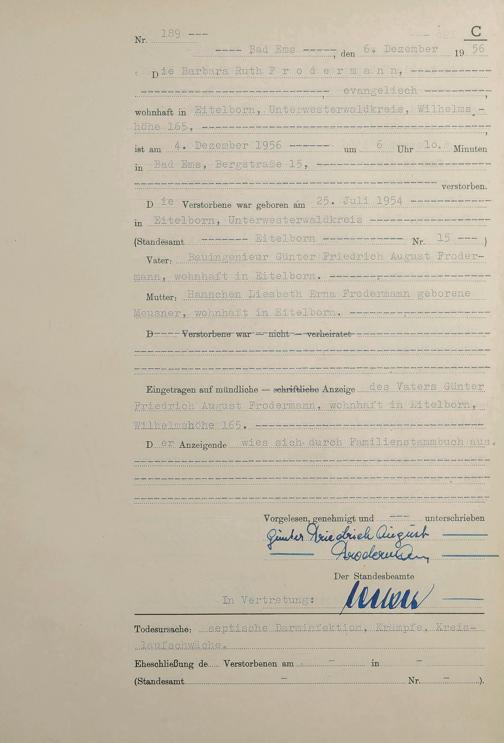 C
Nr. 189 ---
---- Bad Ems -----, den 6. Dezember 1956
Die Barbara Ruth Frodermann, ------------
----------------------------, evangelisch ------
wohnhaft in Eitelborn, Unterwesterwaldkreis, Wilhelms-
höhe 165, ------------------------------------
ist am 4. Dezember 1956 ------- um 6 Uhr 10. Minuten
in Bad Ems, Bergstraße 15, -------------------
---------------------------------------- verstorben.
Die Verstorbene war geboren am 25. Juli 1954 ---------
in Eitelborn, Unterwesterwaldkreis ----------------
(Standesamt ------- Eitelborn ----------- Nr. 15 --- )
Vater: Bauingenieur Günter Friedrich August Froder-
mann, wohnhaft in Eitelborn. --------------------
Mutter: Hannchen Liesbeth Erna Frodermann geborene
Meusner, wohnhaft in Eitelborn. ------------------
D---- Verstorbene war — nicht — verheiratet ------------
Eingetragen auf mündliche — schriftliche Anzeige des Vaters Günter
Friedrich August Frodermann, wohnhaft in Eitelborn,
Wilhelmshöhe 165. ------------------------------
Der Anzeigende wies sich durch Familienstammbuch aus.
Vorgelesen, genehmigt und --- unterschrieben
Günter Friedrich August
Frodermann
Der Standesbeamte
In Vertretung:
Todesursache: septische Darminfektion, Krämpfe, Kreis-
laufschwäche.
Eheschließung de.... Verstorbenen am - in -
(Standesamt - Nr. - ).